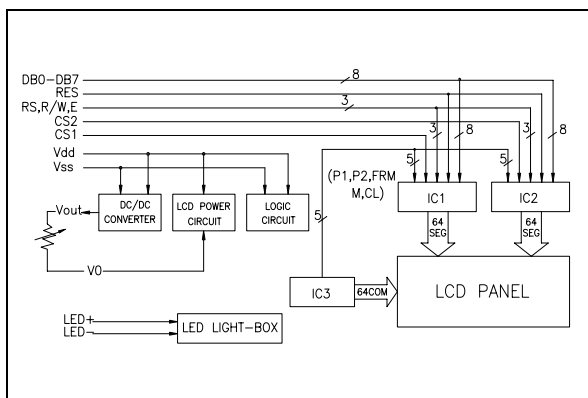 DB0-DB7
8
RES
RS,R/W,E
3
CS2
CS1
3
8
3
8
Vdd
Vss
5
5
(P1,P2,FRM
M,CL)
DC/DC
CONVERTER
LCD POWER
CIRCUIT
LOGIC
CIRCUIT
IC1
IC2
Vout
5
64
SEG
64
SEG
V0
IC3
64COM
LCD PANEL
LED+
LED-
LED LIGHT-BOX